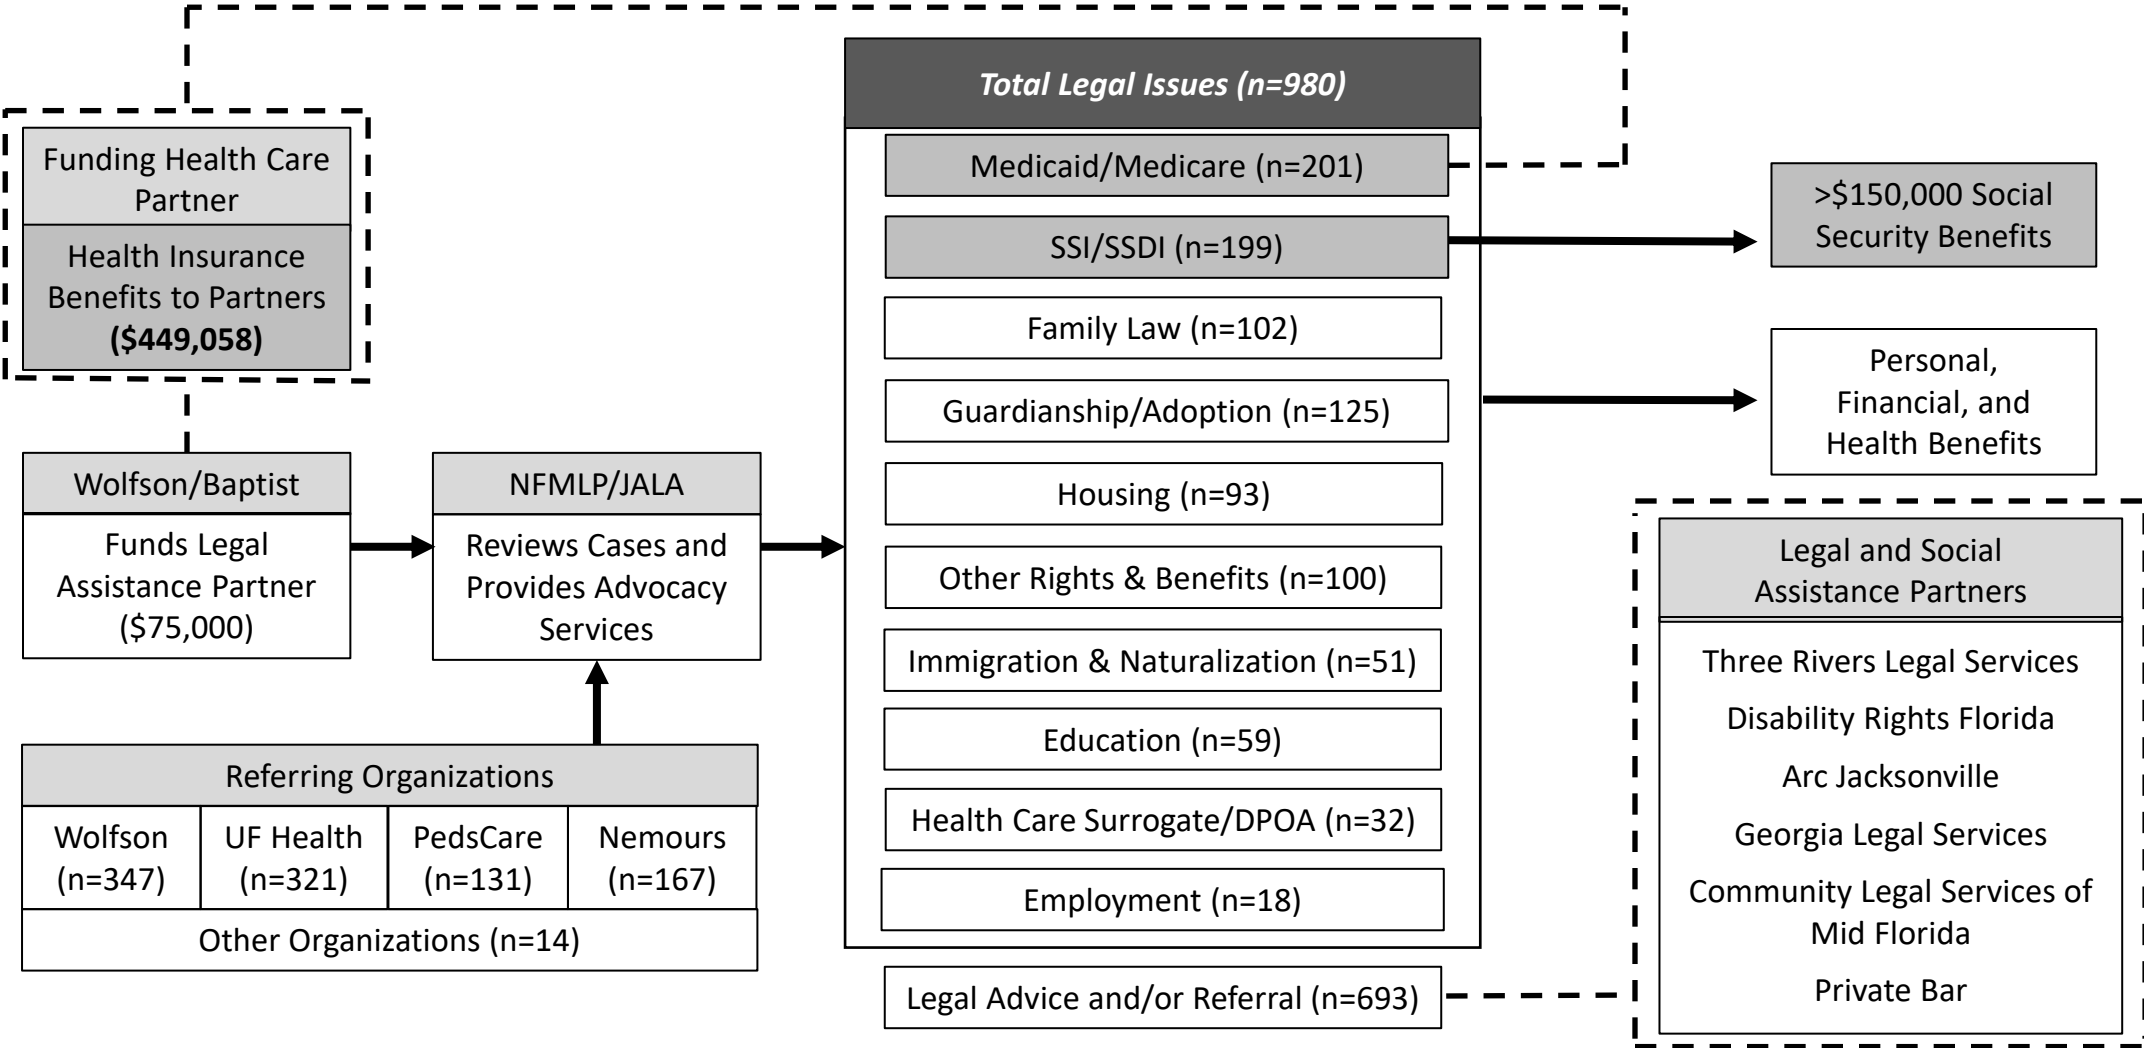 Funding Health Care
Partner
Health Insurance
Benefits to Partners
($449,058)
Wolfson/Baptist
Funds Legal
Assistance Partner
($75,000)
NFMLP/JALA
Reviews Cases and
Provides Advocacy
Services
Referring Organizations
Wolfson
(n=347)
UF Health
(n=321)
PedsCare
(n=131)
Nemours
(n=167)
Other Organizations (n=14)
Total Legal Issues (n=980)
Medicaid/Medicare (n=201)
SSI/SSDI (n=199)
Family Law (n=102)
Guardianship/Adoption (n=125)
Housing (n=93)
Other Rights & Benefits (n=100)
Immigration & Naturalization (n=51)
Education (n=59)
Health Care Surrogate/DPOA (n=32)
Employment (n=18)
Legal Advice and/or Referral (n=693)
>$150,000 Social
Security Benefits
Personal,
Financial, and
Health Benefits
Legal and Social
Assistance Partners
Three Rivers Legal Services
Disability Rights Florida
Arc Jacksonville
Georgia Legal Services
Community Legal Services of
Mid Florida
Private Bar